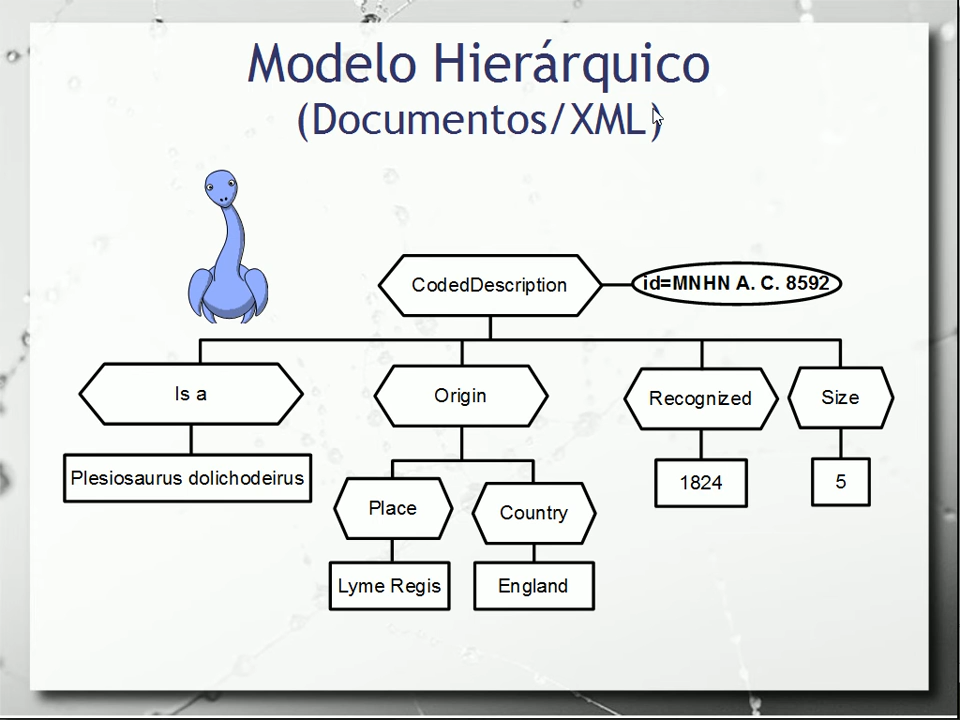 Modelo Hierárquico
(Documentos/XML)
CodedDescription
id=MNHN A. C. 8592
Is a
Origin
Recognized
Size
Plesiosaurus dolichodeirus
1824
5
Place
Country
Lyme Regis
England